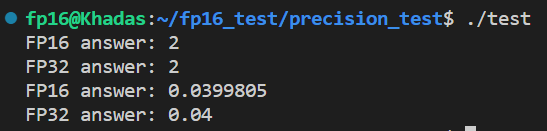 fp16@Khadas:~/fp16_test/precision_test$ ./test
FP16 answer: 2
FP32 answer: 2
FP16 answer: 0.0399805
FP32 answer: 0.04